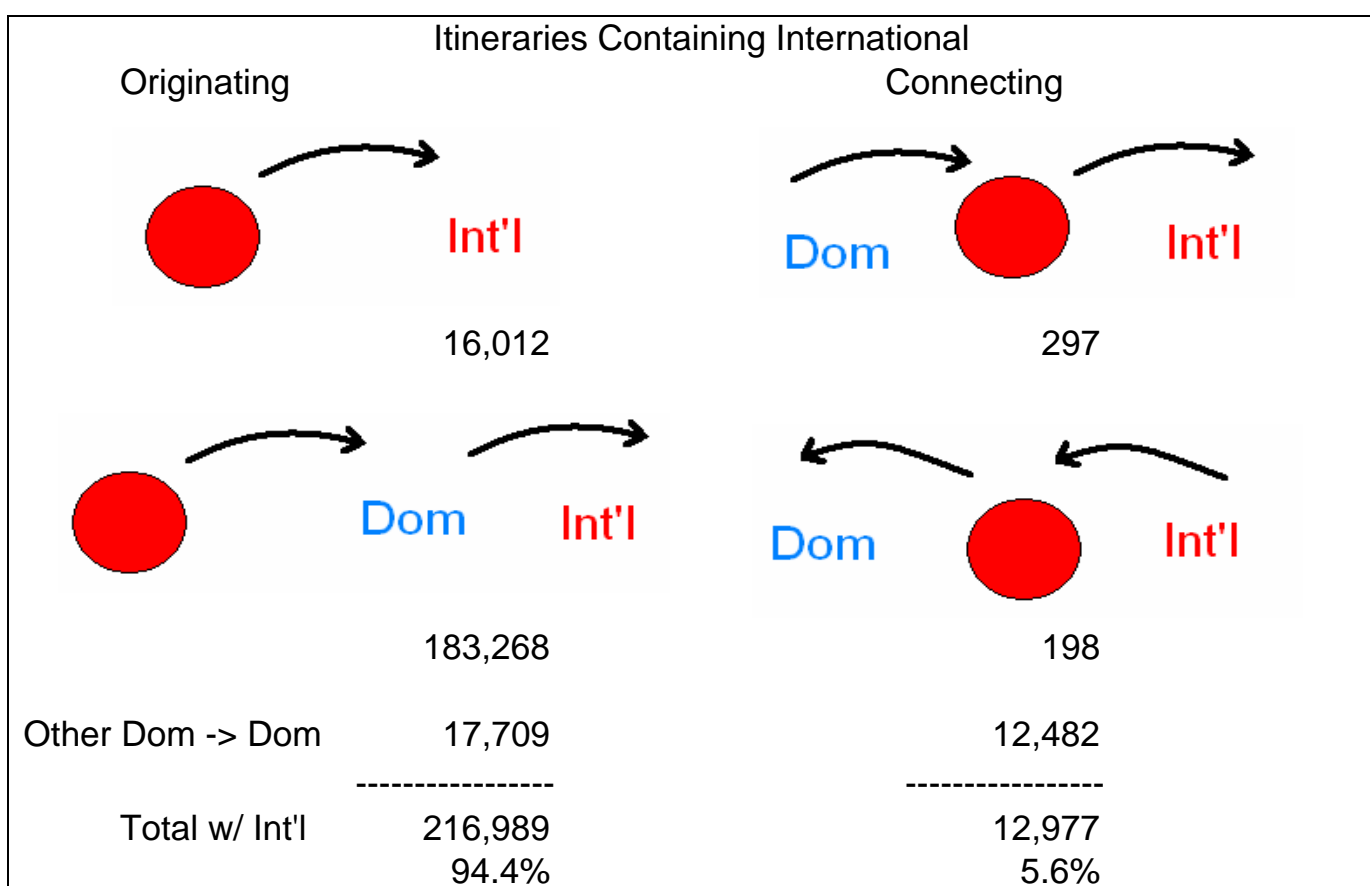 Itineraries Containing International
Originating Connecting
Int'l Dom Int'l
16,012 297
Dom Int'l Dom Int'l
183,268 198
Other Dom -> Dom 17,709 12,482
----------------- -----------------
Total w/ Int'l 216,989 12,977
94.4% 5.6%